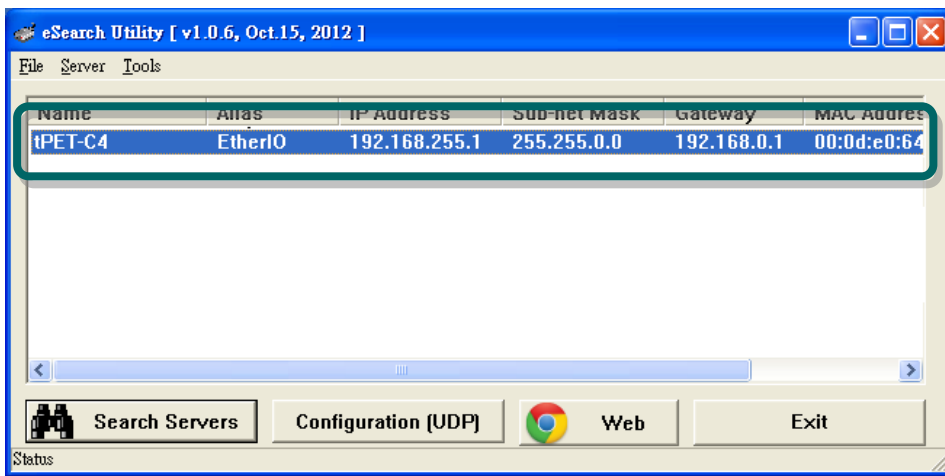 eSearch Utility [ v1.0.6, Oct.15, 2012 ]
File Server Tools
Name Alias IP Address Sub-net Mask Gateway MAC Addres
tPET-C4 EtherIO 192.168.255.1 255.255.0.0 192.168.0.1 00:0d:e0:64
Search Servers Configuration (UDP) Web Exit
Status